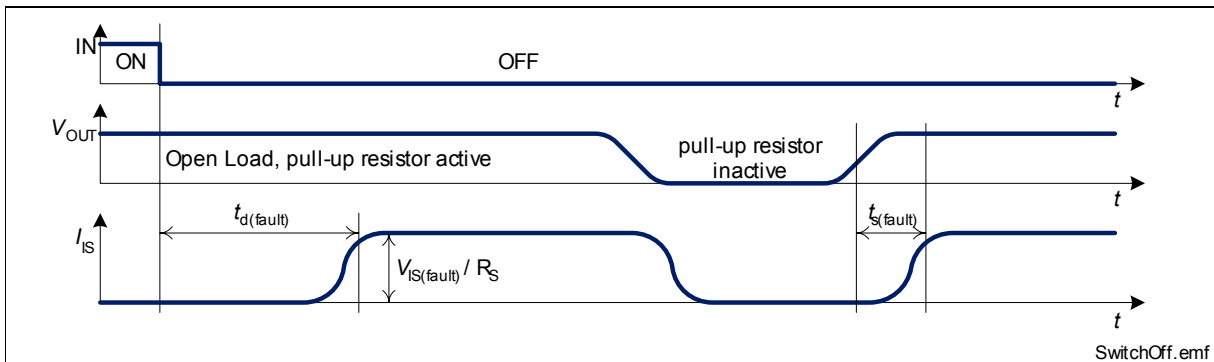 IN
ON
OFF
t
VOUT
Open Load, pull-up resistor active
pull-up resistor
inactive
t
td(fault)
ts(fault)
IIS
VIS(fault) / RS
t
SwitchOff.emf